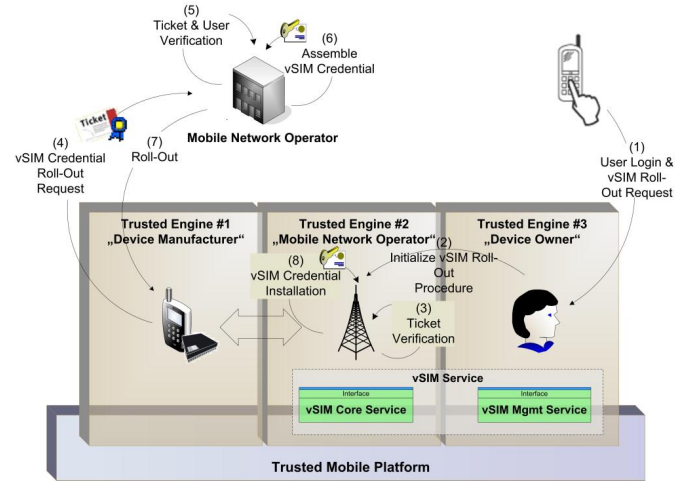 (5)
Ticket & User
Verification
(6)
Assemble
vSIM Credential
Ticket
Mobile Network Operator
(4)
vSIM Credential
Roll-Out
Request
(7)
Roll-Out
(1)
User Login &
vSIM Roll-
Out Request
Trusted Engine #1
„Device Manufacturer“
Trusted Engine #2
„Mobile Network Operator“
Trusted Engine #3
„Device Owner“
(2)
Initialize vSIM Roll-
Out
Procedure
(8)
vSIM Credential
Installation
(3)
Ticket
Verification
vSIM Service
Interface
vSIM Core Service
Interface
vSIM Mgmt Service
Trusted Mobile Platform